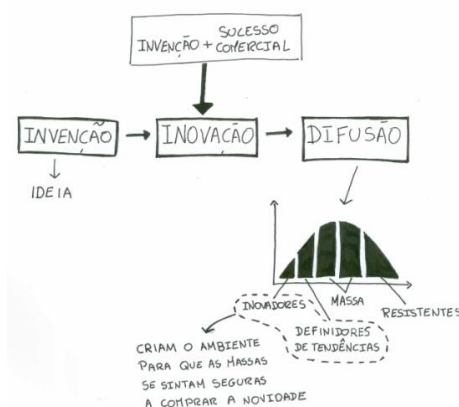 INVENÇÃO + SUCESSO COMERCIAL
INVENÇÃO
INOVAÇÃO
DIFUSÃO
IDEIA
INOVADORES
MASSA
RESISTENTES
DEFINIDORES
DE TENDÊNCIAS
CRIAM O AMBIENTE
PARA QUE AS MASSAS
SE SINTAM SEGURAS
A COMPRAR A NOVIDADE